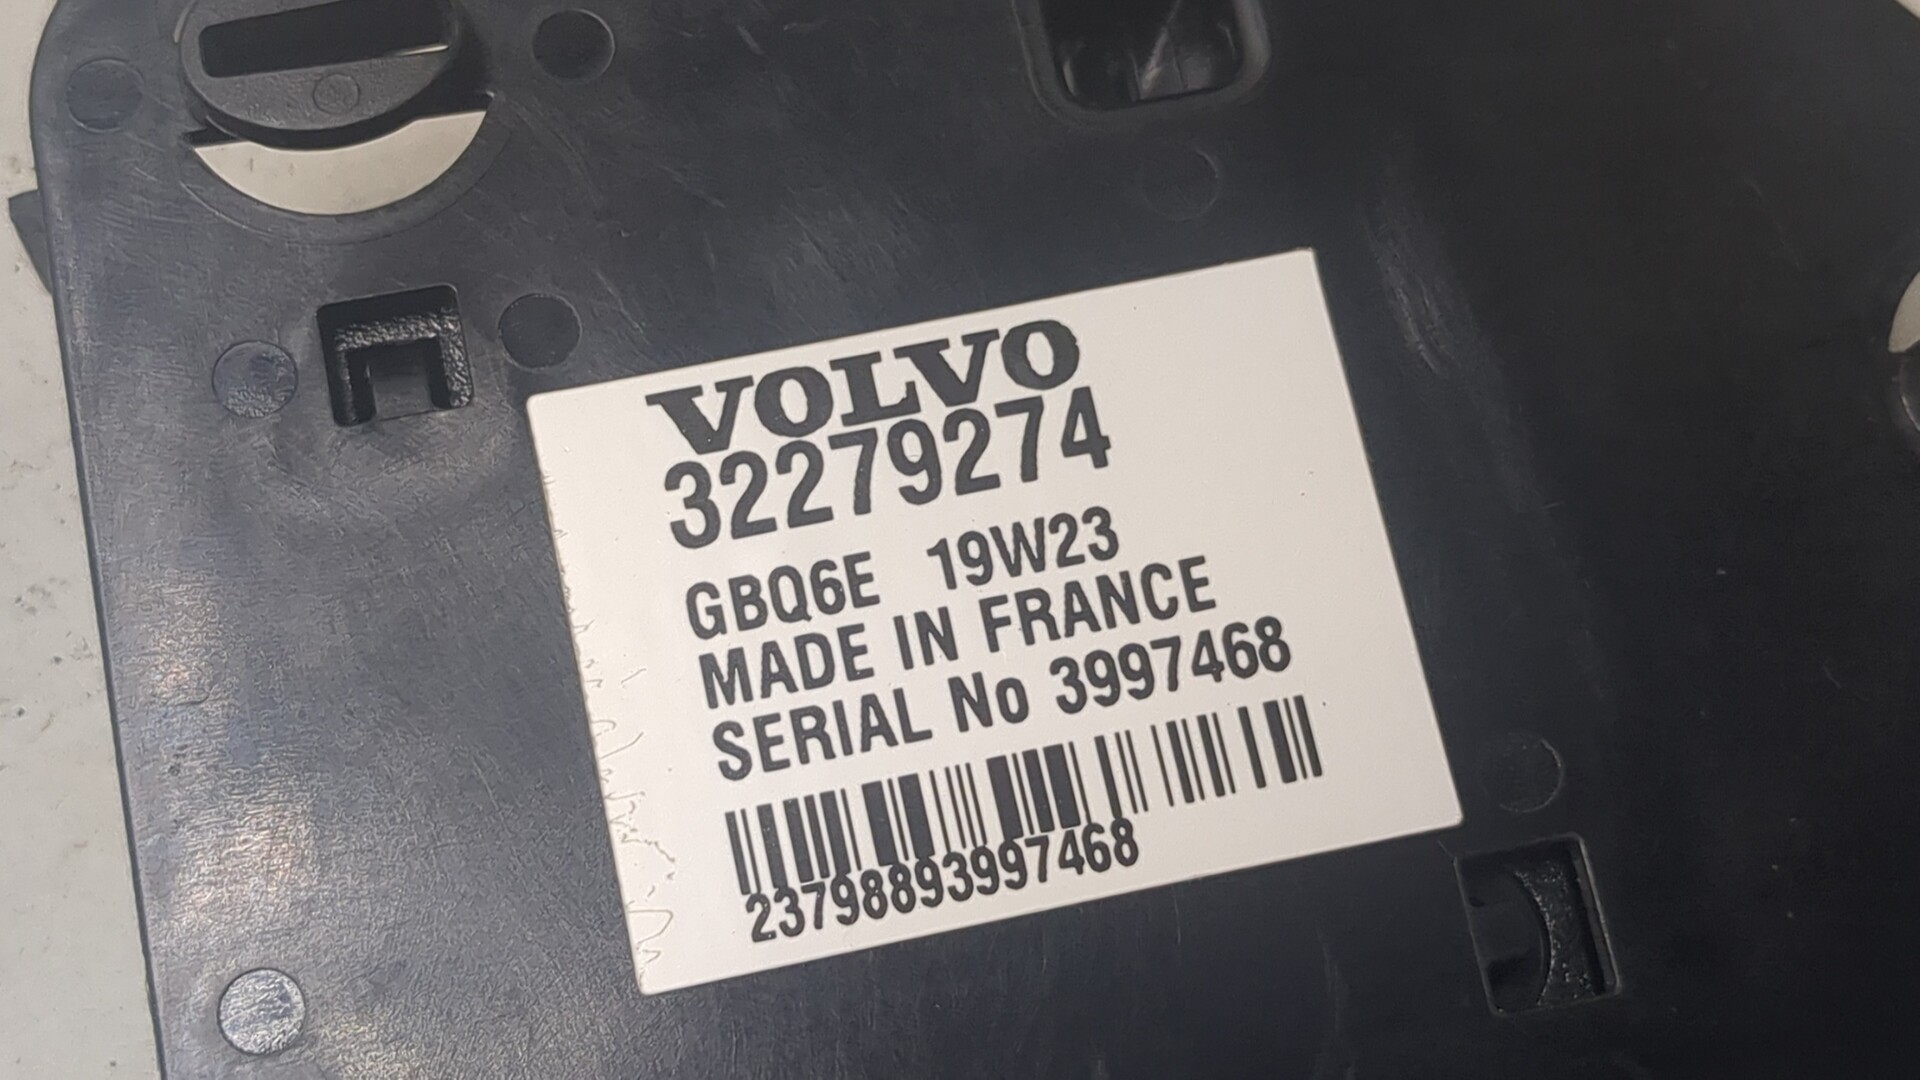 VOLVO
32279274
GBQ6E 19W23
MADE IN FRANCE
SERIAL No 3997468
23798893997468